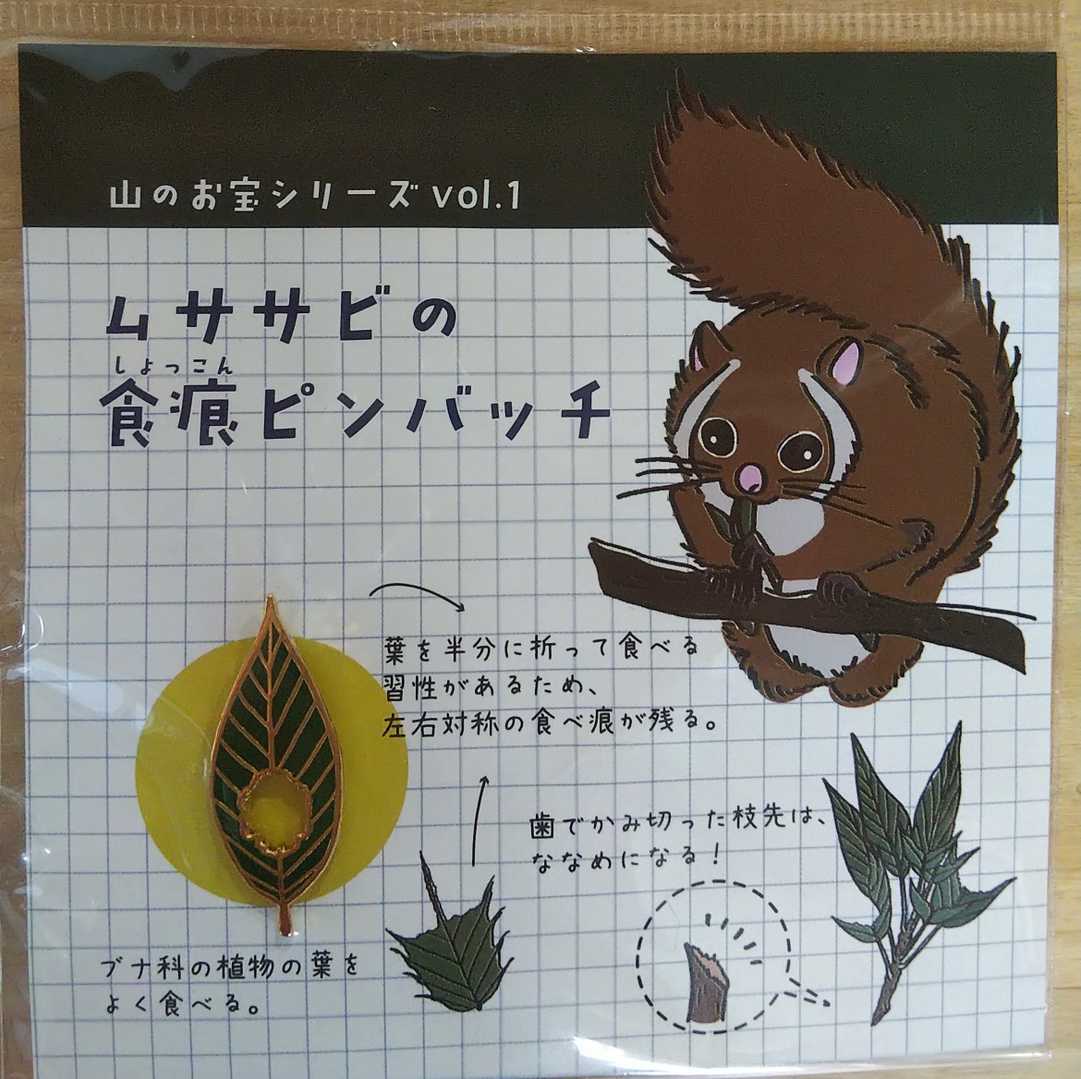 山のお宝シリーズ vol.1
ムササビの
しょっこん
食痕ピンバッチ
葉を半分に折って食べる
習性があるため、
左右対称の食べ痕が残る。
歯でかみ切った枝先は、
ななめになる！
ブナ科の植物の葉を
よく食べる。